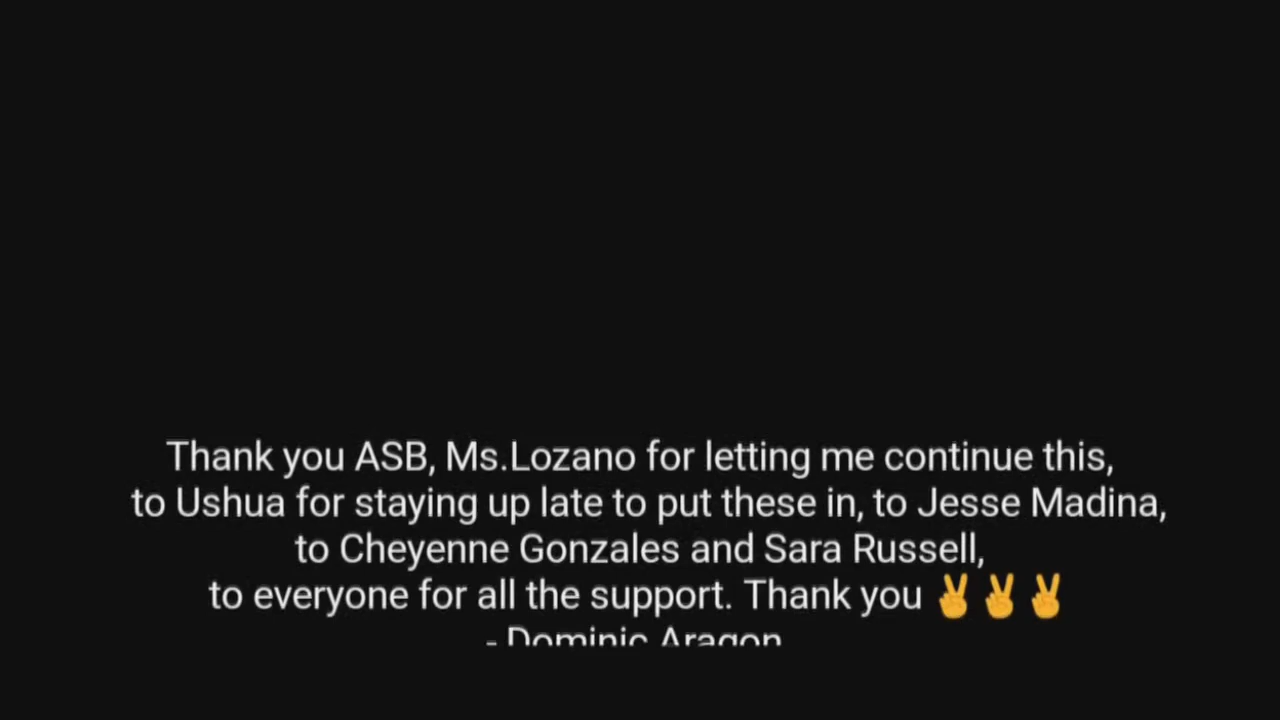 Thank you ASB, Ms.Lozano for letting me continue this,
to Ushua for staying up late to put these in, to Jesse Madina,
to Cheyenne Gonzales and Sara Russell,
to everyone for all the support. Thank you ✌✌✌
- Dominic Aragon